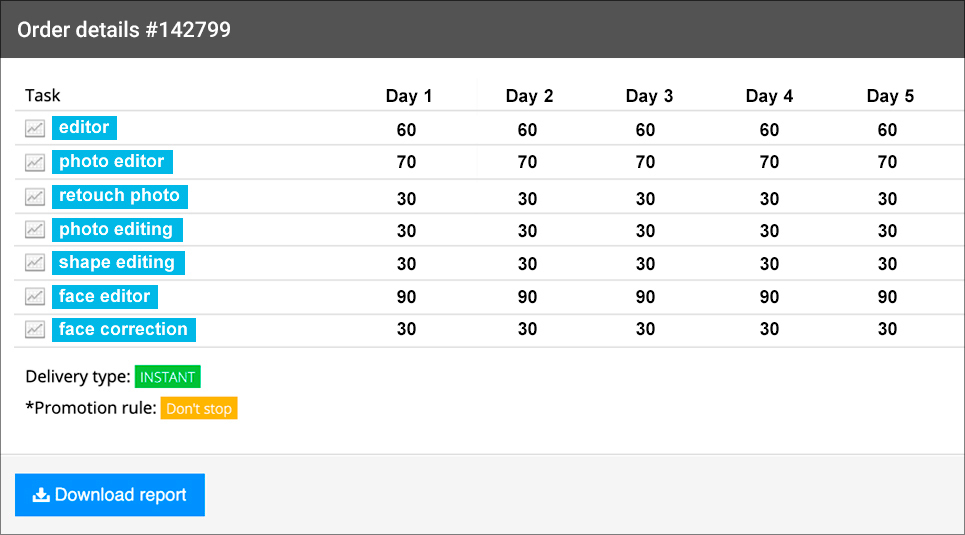 Order details #142799
Task Day 1 Day 2 Day 3 Day 4 Day 5
editor 60 60 60 60 60
photo editor 70 70 70 70 70
retouch photo 30 30 30 30 30
photo editing 30 30 30 30 30
shape editing 30 30 30 30 30
face editor 90 90 90 90 90
face correction 30 30 30 30 30
Delivery type: INSTANT
*Promotion rule: Don't stop
Download report